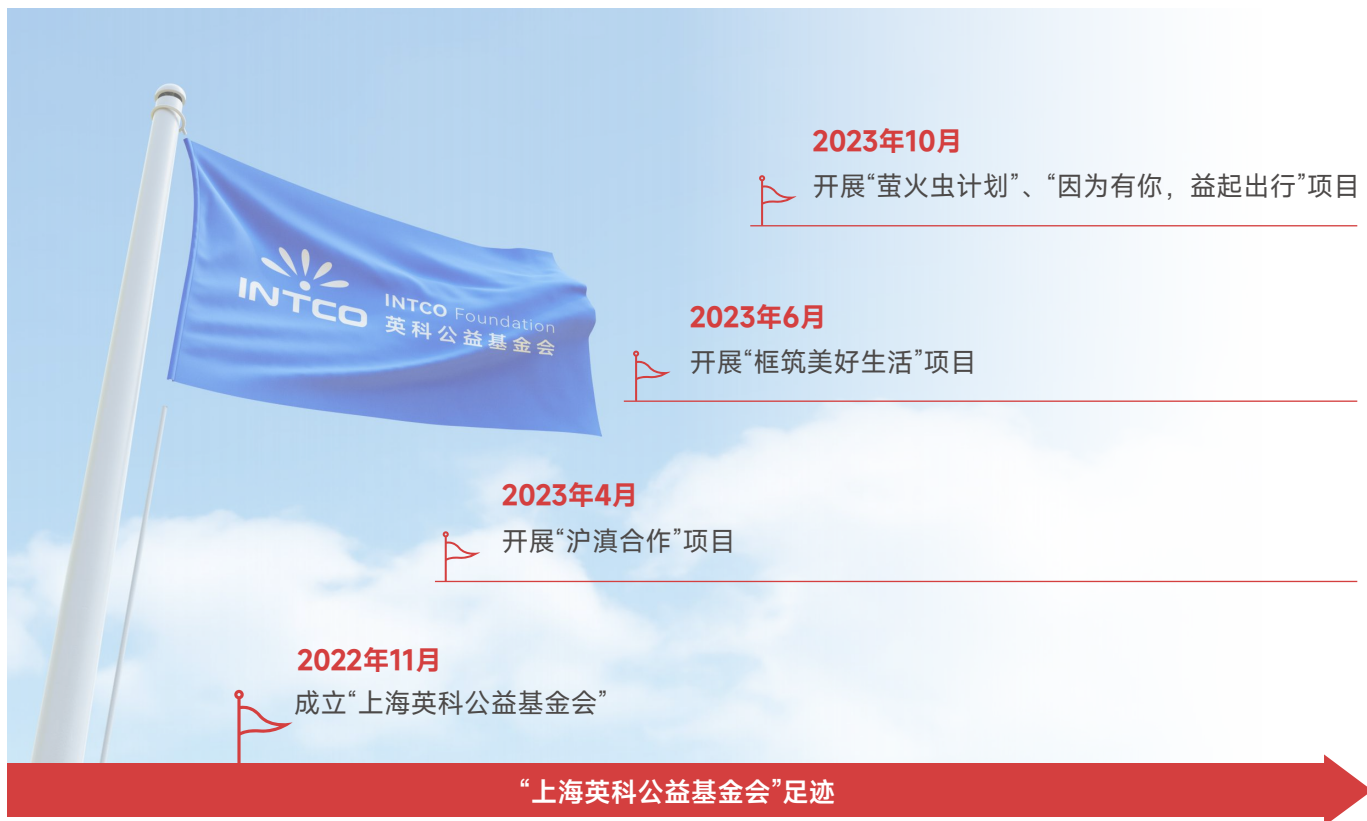 2023年10月
开展“萤火虫计划”、“因为有你，益起出行”项目
INTCO
INTCO Foundation
英科公益基金会
2023年6月
开展“框筑美好生活”项目
2023年4月
开展“沪滇合作”项目
2022年11月
成立“上海英科公益基金会”
“上海英科公益基金会”足迹